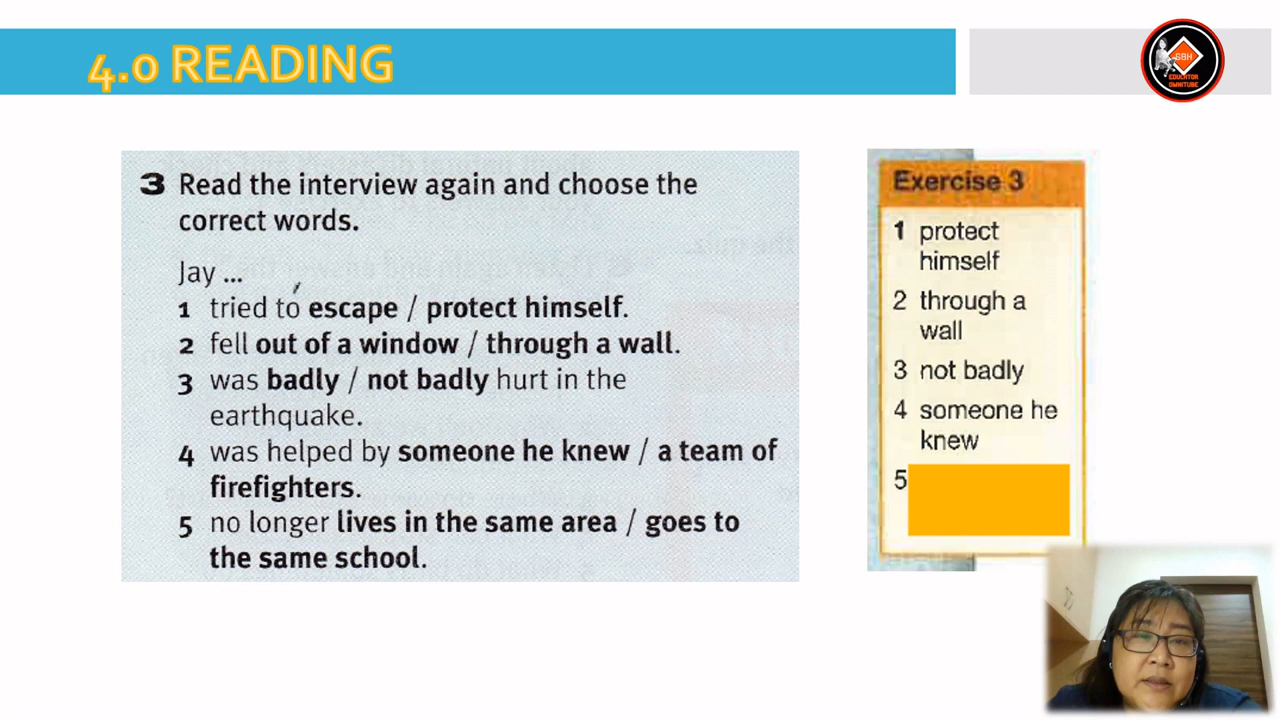 4.0 READING
GBH
EDUCATOR
OMNITUBE
3 Read the interview again and choose the
correct words.
Jay ...
1 tried to escape / protect himself.
2 fell out of a window / through a wall.
3 was badly / not badly hurt in the
earthquake.
4 was helped by someone he knew / a team of
firefighters.
5 no longer lives in the same area / goes to
the same school.
Exercise 3
1 protect
himself
2 through a
wall
3 not badly
4 someone he
knew
5